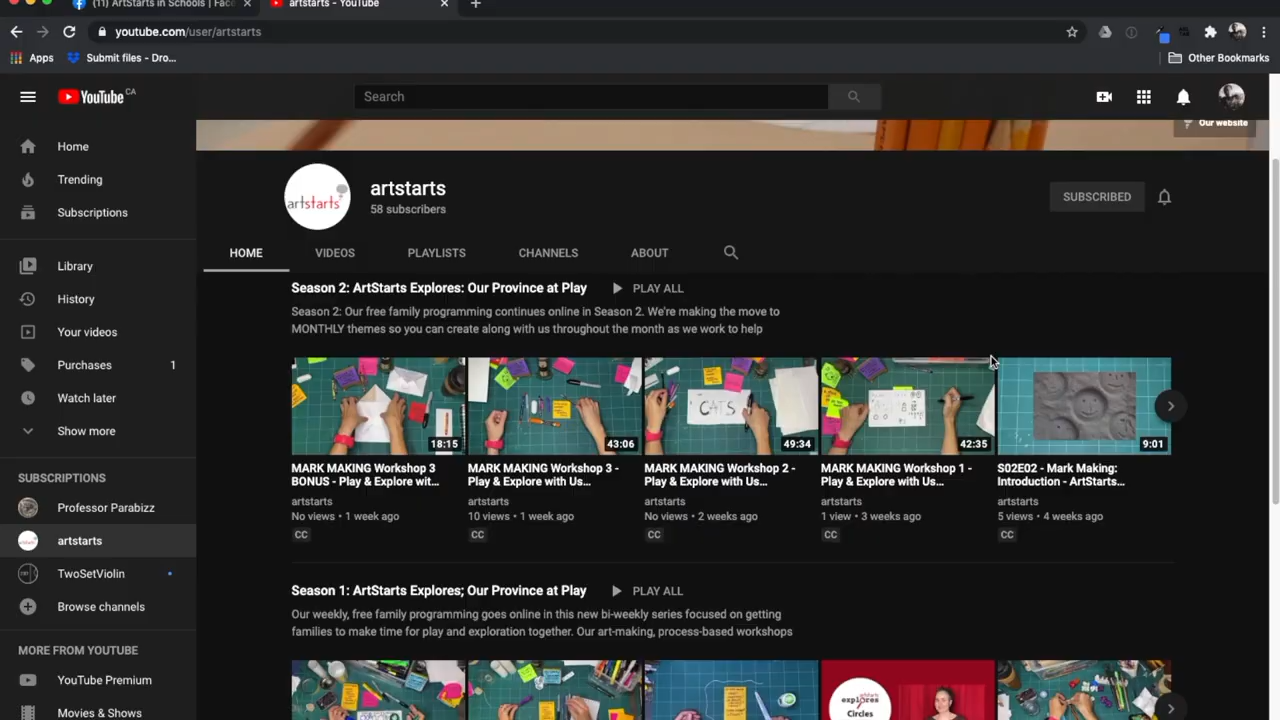 (11) ArtStarts in Schools | Fac
artstarts - YouTube
youtube.com/user/artstarts
Apps
Submit files - Dro...
Other Bookmarks
YouTube CA
Search
Our website
Home
Trending
Subscriptions
Library
History
Your videos
Purchases 1
Watch later
Show more
SUBSCRIPTIONS
Professor Parabizz
artstarts
TwoSetViolin
Browse channels
MORE FROM YOUTUBE
YouTube Premium
Movies & Shows
artstarts
artstarts
58 subscribers
SUBSCRIBED
HOME VIDEOS PLAYLISTS CHANNELS ABOUT
Season 2: ArtStarts Explores: Our Province at Play PLAY ALL
Season 2: Our free family programming continues online in Season 2. We're making the move to
MONTHLY themes so you can create along with us throughout the month as we work to help
18:15
MARK MAKING Workshop 3
BONUS - Play & Explore wit...
artstarts
No views • 1 week ago
CC
43:06
MARK MAKING Workshop 3 -
Play & Explore with Us...
artstarts
10 views • 1 week ago
CC
CATS
49:34
MARK MAKING Workshop 2 -
Play & Explore with Us...
artstarts
No views • 2 weeks ago
CC
42:35
MARK MAKING Workshop 1 -
Play & Explore with Us...
artstarts
1 view • 3 weeks ago
CC
9:01
S02E02 - Mark Making:
Introduction - ArtStarts...
artstarts
5 views • 4 weeks ago
CC
Season 1: ArtStarts Explores; Our Province at Play PLAY ALL
Our weekly, free family programming goes online in this new bi-weekly series focused on getting
families to make time for play and exploration together. Our art-making, process-based workshops
artstarts
explores
Circles